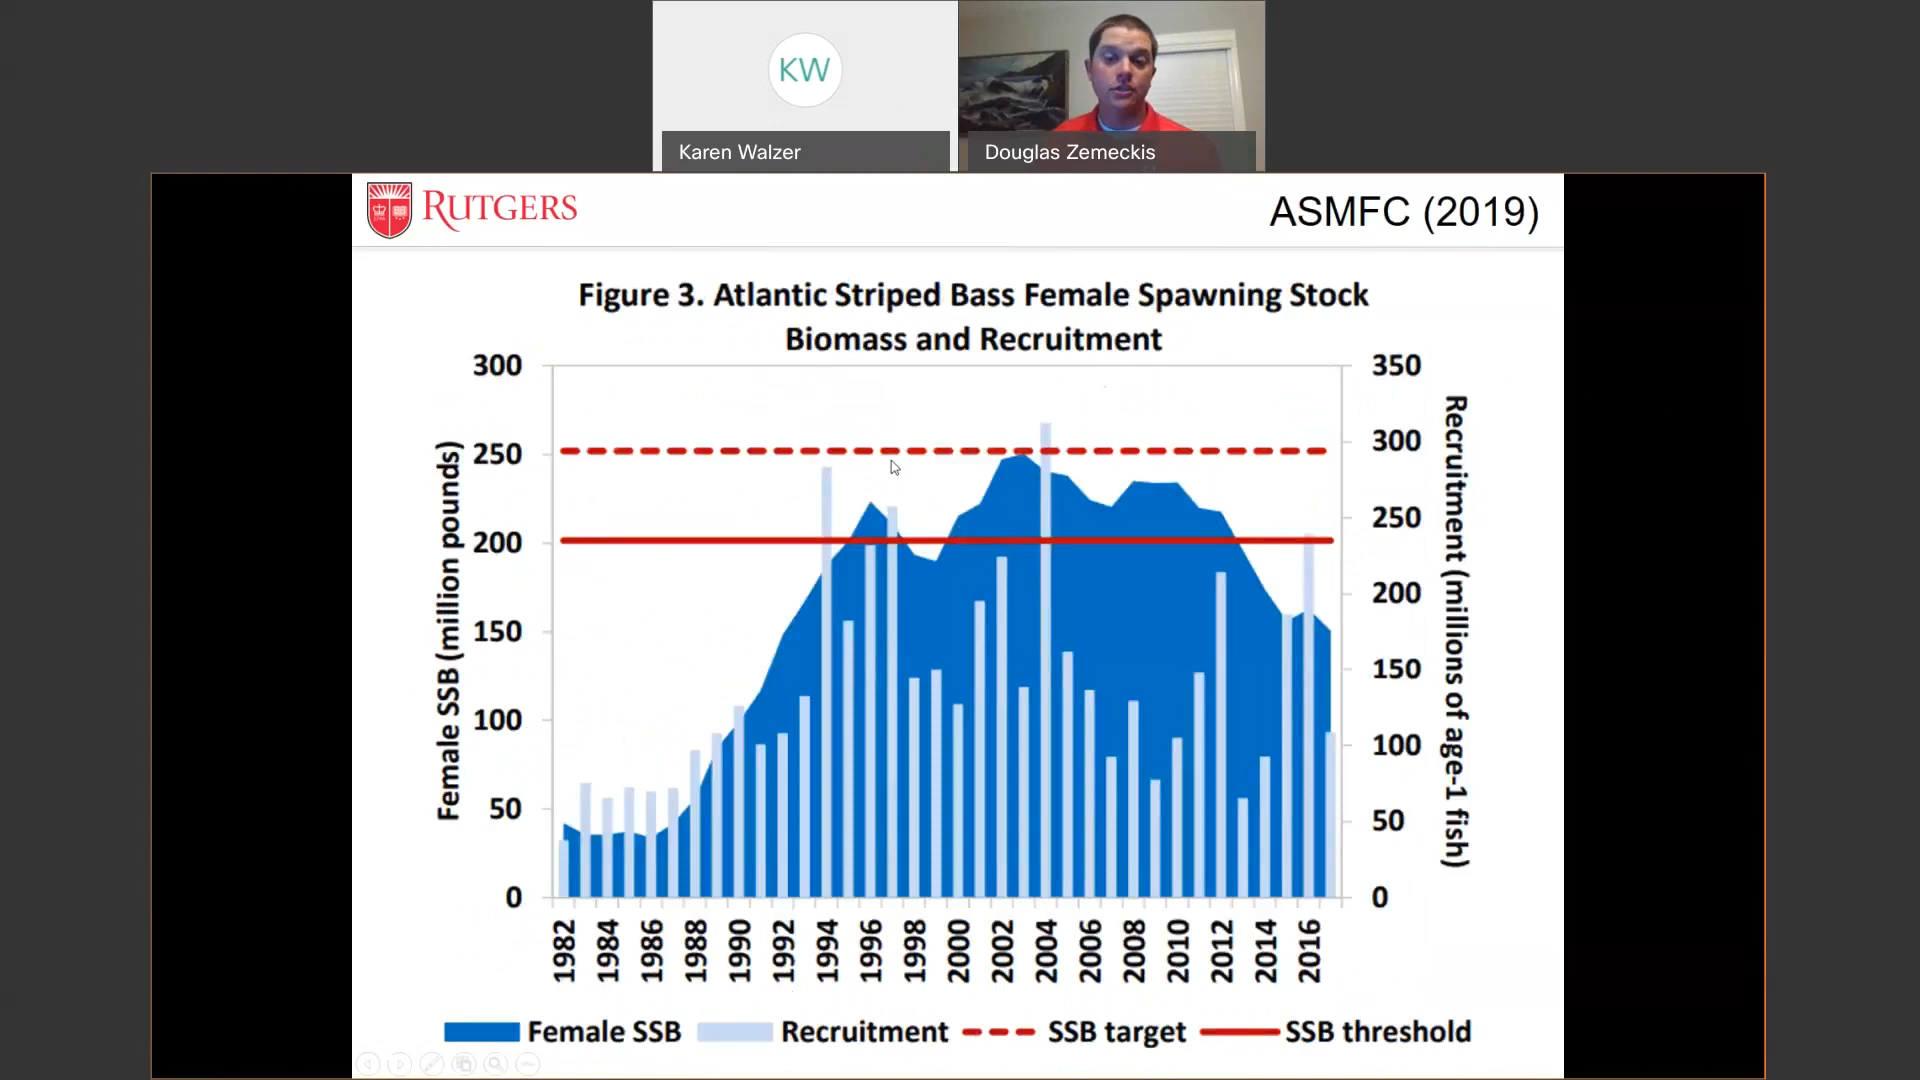 KW
Karen Walzer
Douglas Zemeckis
RUTGERS
ASMFC (2019)
Figure 3. Atlantic Striped Bass Female Spawning Stock
Biomass and Recruitment
Female SSB (million pounds)
300
250
200
150
100
50
0
350
300
250
200
150
100
50
0
Recruitment (millions of age-1 fish)
1982
1984
1986
1988
1990
1992
1994
1996
1998
2000
2002
2004
2006
2008
2010
2012
2014
2016
Female SSB
Recruitment
SSB target
SSB threshold